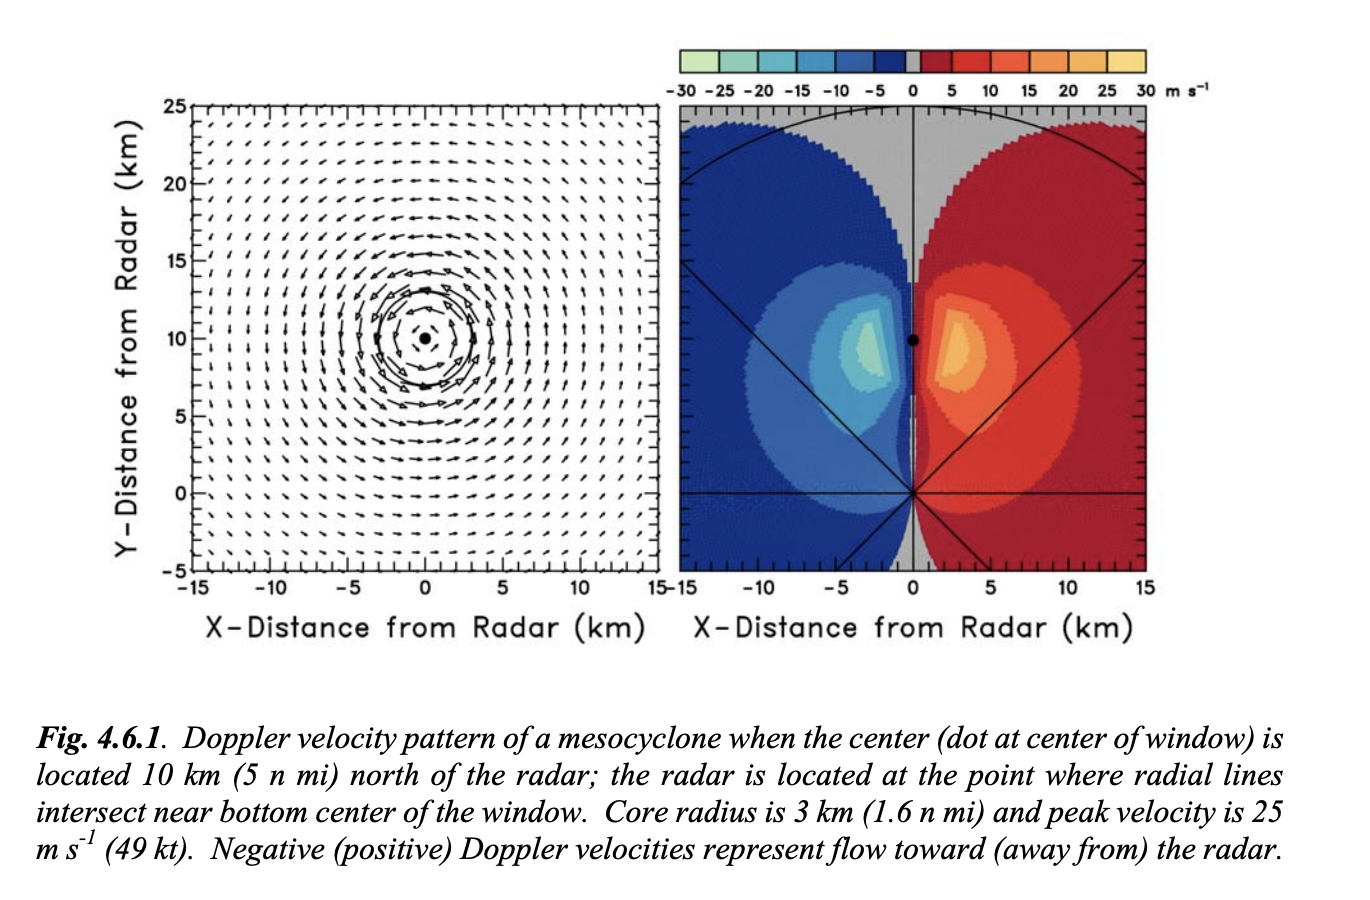 -30 -25 -20 -15 -10 -5 0 5 10 15 20 25 30 m s⁻¹
25
20
15
10
5
0
-5
Y-Distance from Radar (km)
-15 -10 -5 0 5 10 15
-15 -10 -5 0 5 10 15
X-Distance from Radar (km)
X-Distance from Radar (km)
Fig. 4.6.1. Doppler velocity pattern of a mesocyclone when the center (dot at center of window) is
located 10 km (5 n mi) north of the radar; the radar is located at the point where radial lines
intersect near bottom center of the window. Core radius is 3 km (1.6 n mi) and peak velocity is 25
m s⁻¹ (49 kt). Negative (positive) Doppler velocities represent flow toward (away from) the radar.